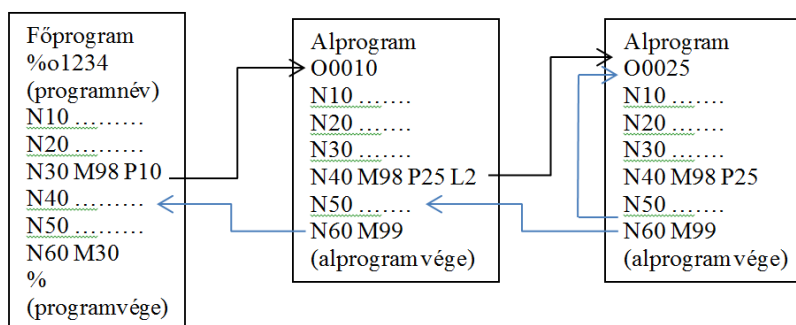 Főprogram
%o1234
(programnév)
N10 ………
N20 ………
N30 M98 P10
N40 ………
N50 ………
N60 M30
%
(programvége)
Alprogram
O0010
N10 …….
N20 …….
N30 …….
N40 M98 P25 L2
N50 …….
N60 M99
(alprogram vége)
Alprogram
O0025
N10 …….
N20 …….
N30 …….
N40 M98 P25
N50 …….
N60 M99
(alprogram vége)